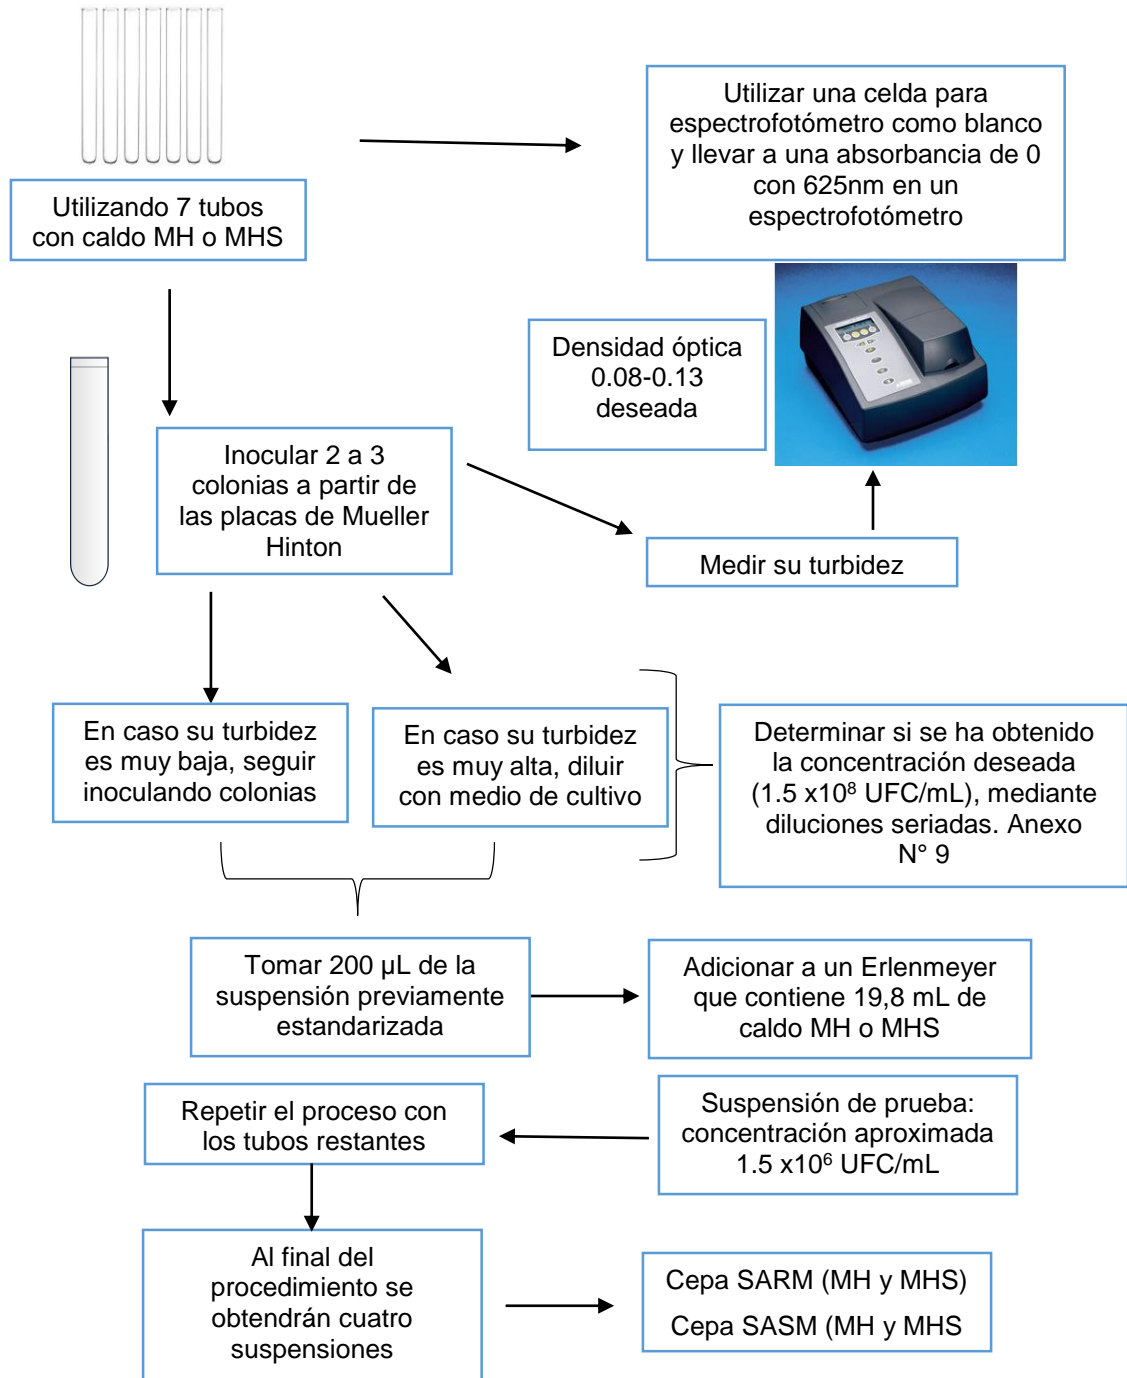 Utilizando 7 tubos
con caldo MH o MHS
Utilizar una celda para
espectrofotómetro como blanco
y llevar a una absorbancia de 0
con 625nm en un
espectrofotómetro
Densidad óptica
0.08-0.13
deseada
Inocular 2 a 3
colonias a partir de
las placas de Mueller
Hinton
Medir su turbidez
En caso su turbidez
es muy baja, seguir
inoculando colonias
En caso su turbidez
es muy alta, diluir
con medio de cultivo
Determinar si se ha obtenido
la concentración deseada
(1.5 x10⁸ UFC/mL), mediante
diluciones seriadas. Anexo
N° 9
Tomar 200 µL de la
suspensión previamente
estandarizada
Adicionar a un Erlenmeyer
que contiene 19,8 mL de
caldo MH o MHS
Suspensión de prueba:
concentración aproximada
1.5 x10⁶ UFC/mL
Repetir el proceso con
los tubos restantes
Al final del
procedimiento se
obtendrán cuatro
suspensiones
Cepa SARM (MH y MHS)
Cepa SASM (MH y MHS